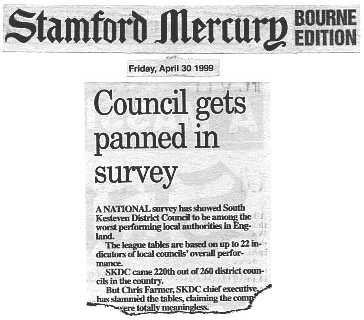 Stamford Mercury BOURNE EDITION
Friday, April 30 1999
Council gets
panned in
survey
A NATIONAL survey has showed South
Kesteven District Council to be among the
worst performing local authorities in Eng-
land.
The league tables are based on up to 22 in-
dicators of local councils' overall perfor-
mance.
SKDC came 220th out of 260 district coun-
cils in the country.
But Chris Farmer, SKDC chief executive,
has slammed the tables, claiming the
were totally meaningless.